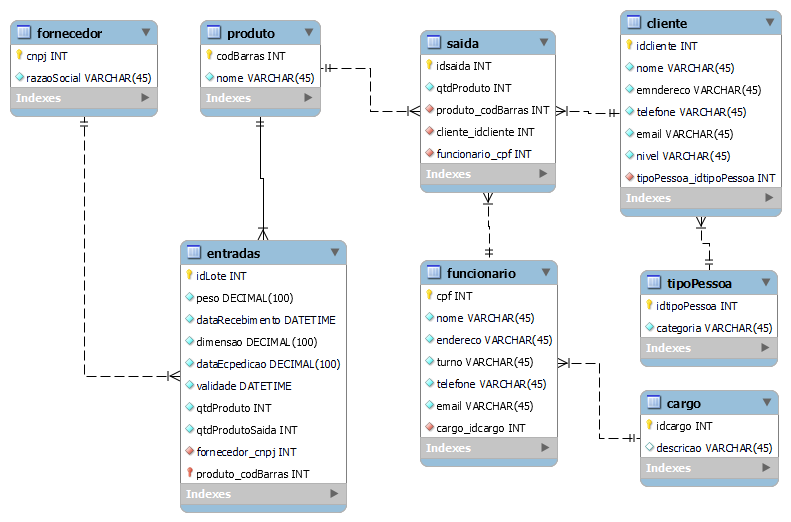 fornecedor
cnpj INT
razaoSocial VARCHAR(45)
Indexes
produto
codBarras INT
nome VARCHAR(45)
Indexes
saida
idsaida INT
qtdProduto INT
produto_codBarras INT
cliente_idcliente INT
funcionario_cpf INT
Indexes
cliente
idcliente INT
nome VARCHAR(45)
emndereco VARCHAR(45)
telefone VARCHAR(45)
email VARCHAR(45)
nivel VARCHAR(45)
tipoPessoa_idtipoPessoa INT
Indexes
entradas
idLote INT
peso DECIMAL(100)
dataRecebimento DATETIME
dimensao DECIMAL(100)
dataEcpedicao DECIMAL(100)
validade DATETIME
qtdProduto INT
qtdProdutoSaida INT
fornecedor_cnpj INT
produto_codBarras INT
Indexes
funcionario
cpf INT
nome VARCHAR(45)
endereco VARCHAR(45)
turno VARCHAR(45)
telefone VARCHAR(45)
email VARCHAR(45)
cargo_idcargo INT
Indexes
tipoPessoa
idtipoPessoa INT
categoria VARCHAR(45)
Indexes
cargo
idcargo INT
descricao VARCHAR(45)
Indexes